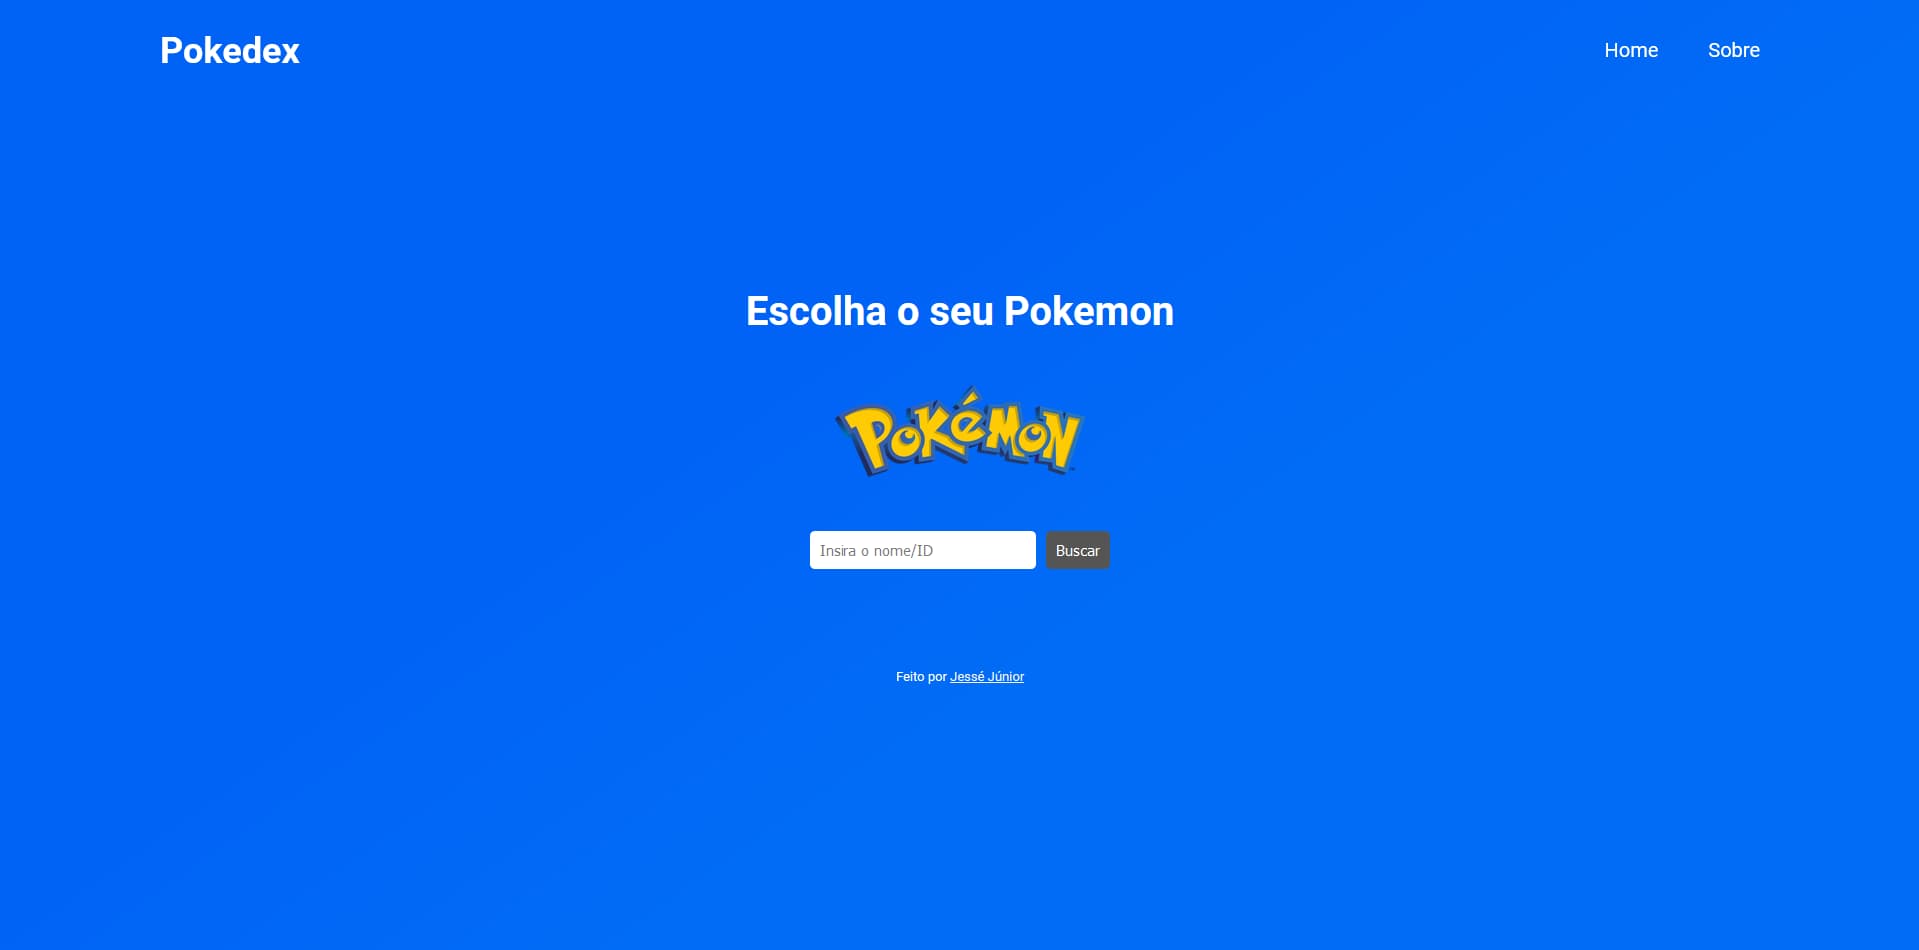 Pokedex
Home
Sobre
Escolha o seu Pokemon
Pokémon
Insira o nome/ID
Buscar
Feito por Jessé Júnior